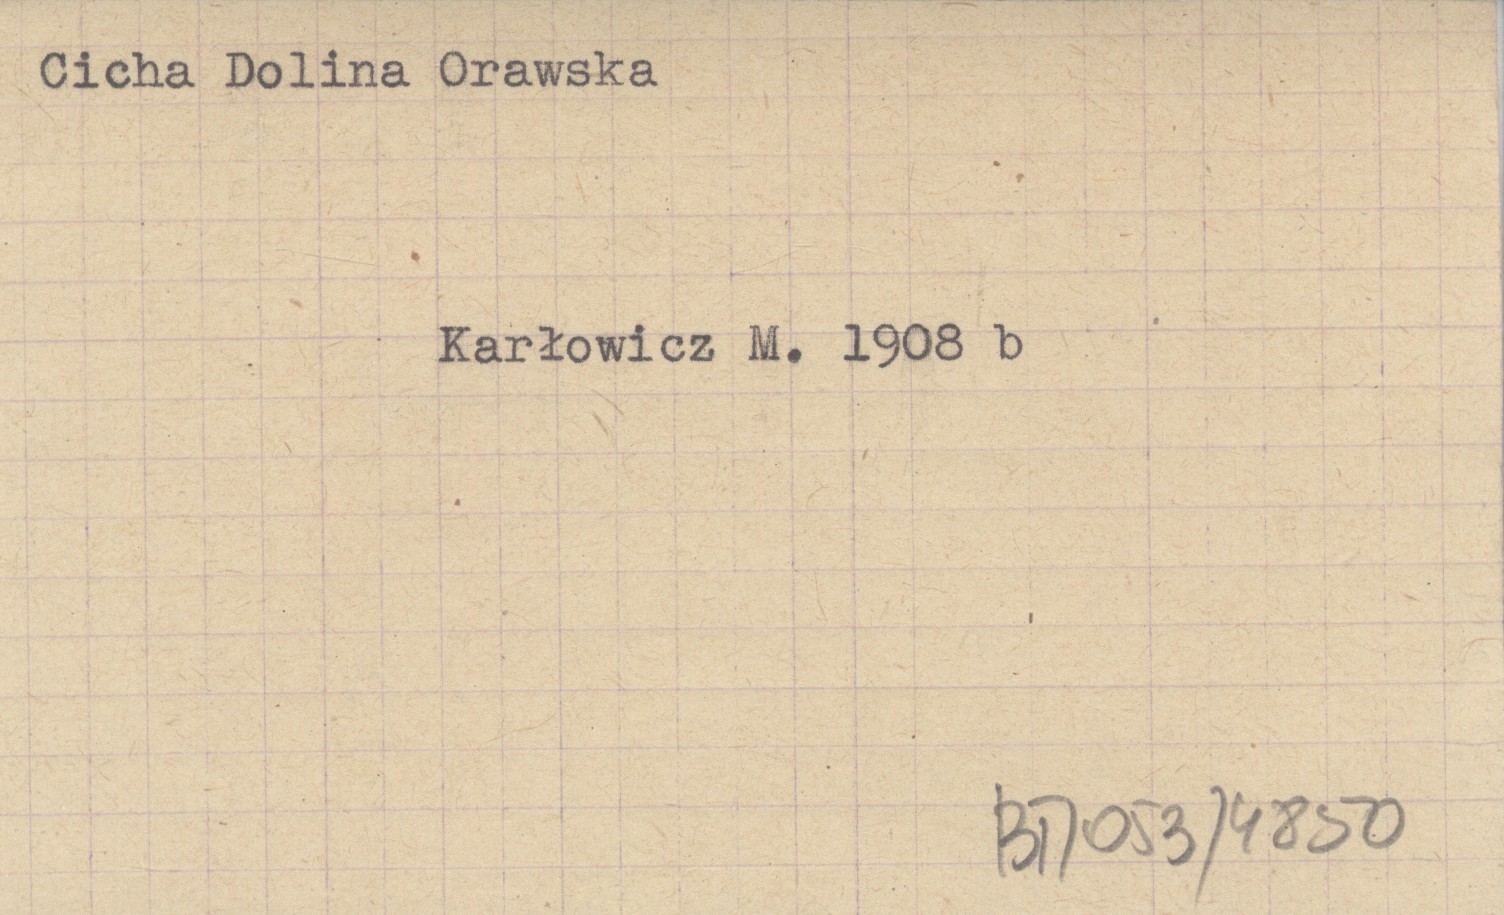 Cicha Dolina Orawska
Karłowicz M. 1908 b
BT/053/4850